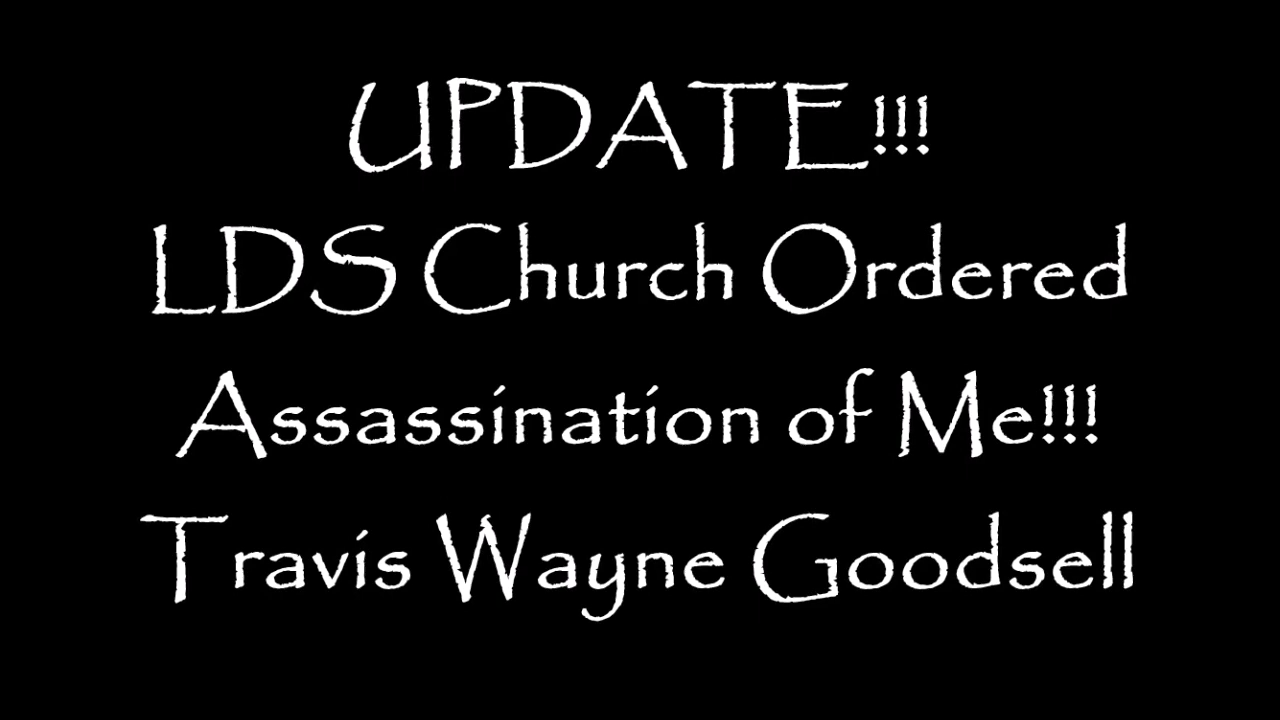 UPDATE!!!
LDS Church Ordered
Assassination of Me!!!
Travis Wayne Goodsell